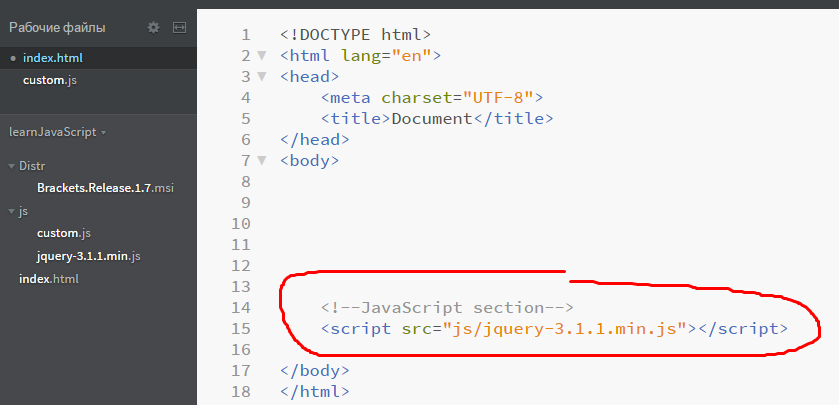 Рабочие файлы
index.html
custom.js
learnJavaScript
Distr
Brackets.Release.1.7.msi
js
custom.js
jquery-3.1.1.min.js
index.html
1 <!DOCTYPE html>
2 <html lang="en">
3 <head>
4 <meta charset="UTF-8">
5 <title>Document</title>
6 </head>
7 <body>
8
9
10
11
12
13
14 <!--JavaScript section-->
15 <script src="js/jquery-3.1.1.min.js"></script>
16
17 </body>
18 </html>